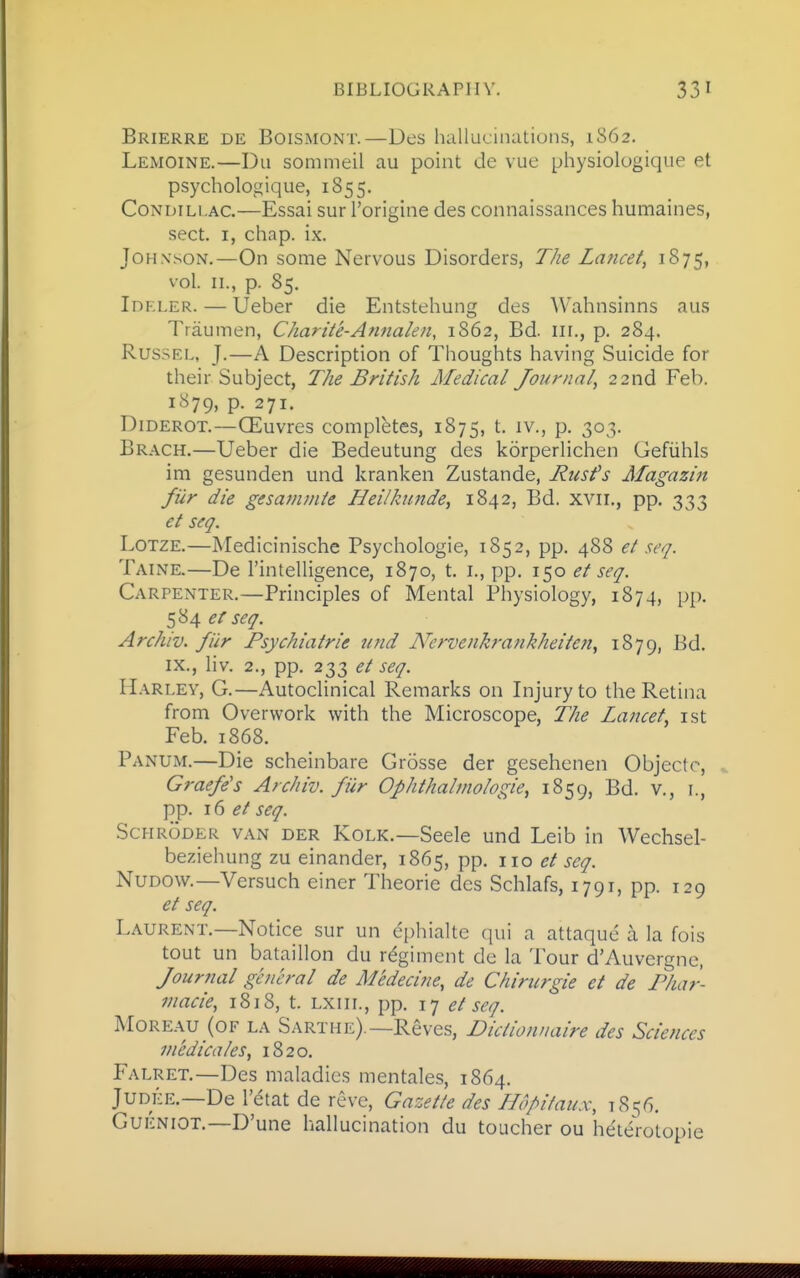 BIBLIOGRAPHY. 331
BRIERRE DE BOISMONT.—Des hallucinations, 1862.
LEMOINE.—Du sommeil au point de vue physiologique et
psychologique, 1855.
CONDILLAC.—Essai sur l'origine des connaissances humaines,
sect. I, chap. ix.
JOHNSON.—On some Nervous Disorders, The Lancet, 1875,
vol. II., p. 85.
IDELER.—Ueber die Entstehung des Wahnsinns aus
Träumen, Charité-Annalen, 1862, Bd. III., p. 284.
RUSSEL, J.—A Description of Thoughts having Suicide for
their Subject, The British Medical Journal, 22nd Feb.
1879, p. 271.
DIDEROT.—Œuvres complètes, 1875, t. IV., p. 303.
BRACH.—Ueber die Bedeutung des körperlichen Gefühls
im gesunden und kranken Zustande, Rust's Magazin
für die gesammte Heilkunde, 1842, Bd. XVII., pp. 333
et seq.
LOTZE.—Medicinische Psychologie, 1852, pp. 488 et seq.
TAINE.—De l'intelligence, 1870, t. I., pp. 150 et seq.
CARPENTER.—Principles of Mental Physiology, 1874, pp.
584 et seq.
Archiv. für Psychiatrie und Nervenkrankheiten, 1879, Bd.
IX., liv. 2., pp. 233 et seq.
HARLEY, G.—Autoclinical Remarks on Injury to the Retina
from Overwork with the Microscope, The Lancet, 1st
Feb. 1868.
PANUM.—Die scheinbare Grösse der gesehenen Objecte,
Graefe's Archiv. für Ophthalmologie, 1859, Bd. V., I.,
pp. 16 et seq.
SCHRÖDER VAN DER KOLK.—Seele und Leib in Wechsel-
beziehung zu einander, 1865, pp. 110 et seq.
NUDOW.—Versuch einer Theorie des Schlafs, 1791, pp. 129
et seq.
LAURENT.—Notice sur un éphialte qui a attaqué à la fois
tout un bataillon du régiment de la Tour d'Auvergne,
Journal général de Médecine, de Chirurgie et de Phar-
macie, 1818, t. LXIII., pp. 17 et seq.
MOREAU (OF LA SARTHE).—Rêves, Dictionnaire des Sciences
médicales, 1820.
FALRET.—Des maladies mentales, 1864.
JUDÉE.—De l'état de rêve, Gazette des Hôpitaux, 1856.
GUÉNIOT.—D'une hallucination du toucher ou hétérotopie